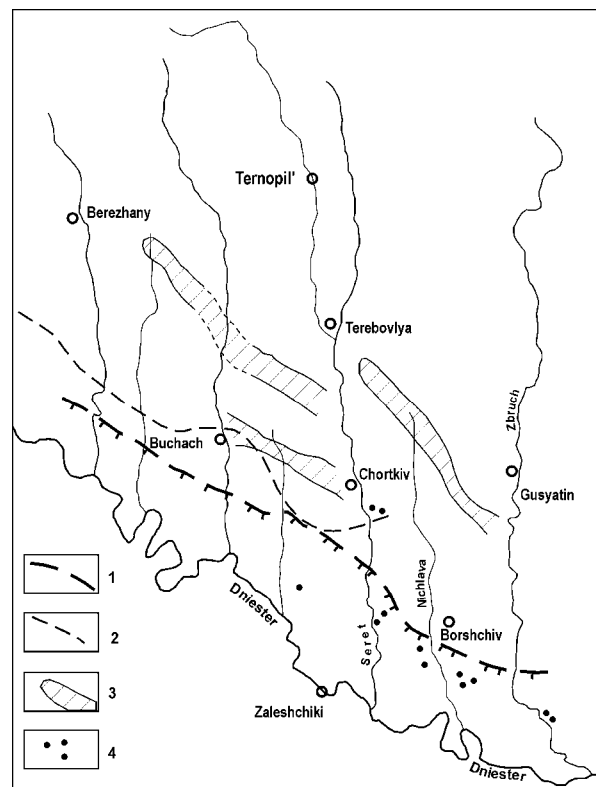 Ternopil'
Berezhany
Terebovlya
Zbruch
Buchach
Chortkiv
Gusyatin
1
Nichlava
Dniester
Borshchiv
2
Seret
3
Zaleshchiki
4
Dniester